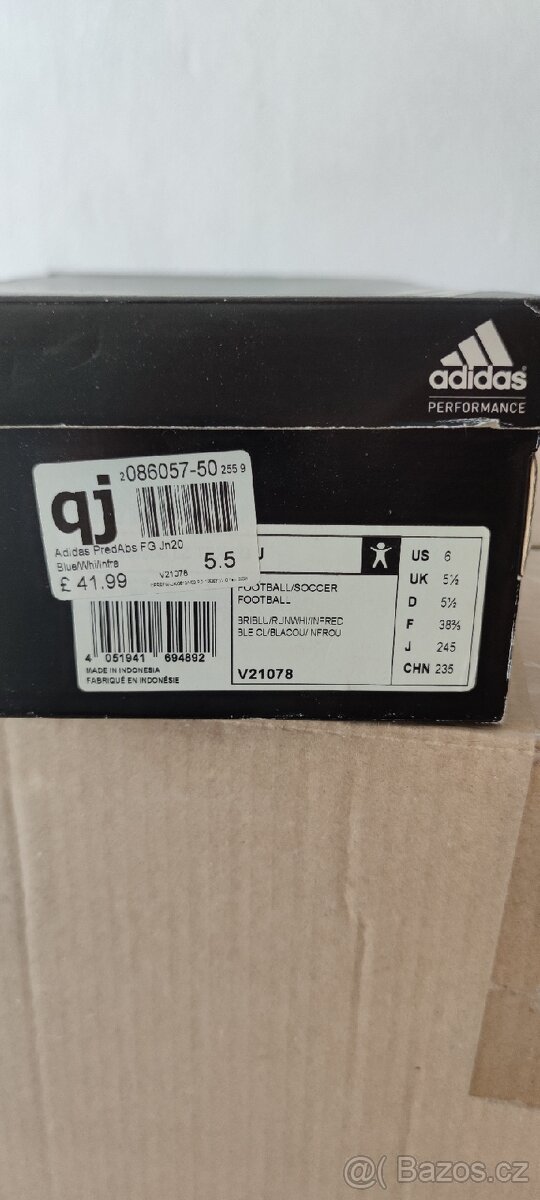 adidas
PERFORMANCE
qj
2086057-50 255 9
Adidas PredAbs FG Jn20
Blue/Whi/Infra
5.5
£ 41.99
V21078
J
FOOTBALL/SOCCER
FOOTBALL
BRIBLU/RUNWHI/INFRED
BLE CL/BLACOU/INFROU
V21078
4 051941 694892
MADE IN INDONESIA
FABRIQUÉ EN INDONÉSIE
US 6
UK 5½
D 5½
F 38⅔
J 245
CHN 235
@( Bazos.cz